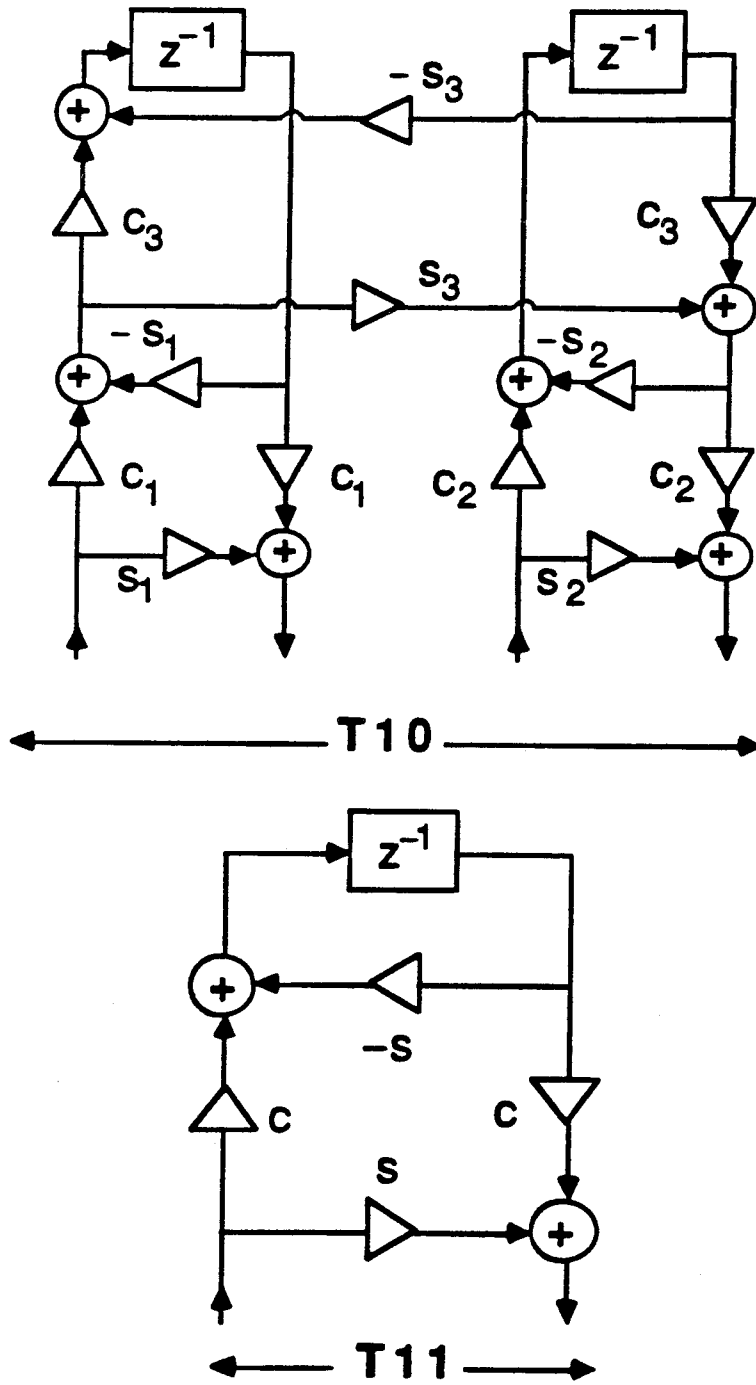 z⁻¹ z⁻¹
- S₃
C₃ C₃
S₃
- S₁ -S₂
C₁ C₁ C₂ C₂
S₁ S₂
T10
z⁻¹
-S
C C
S
T11